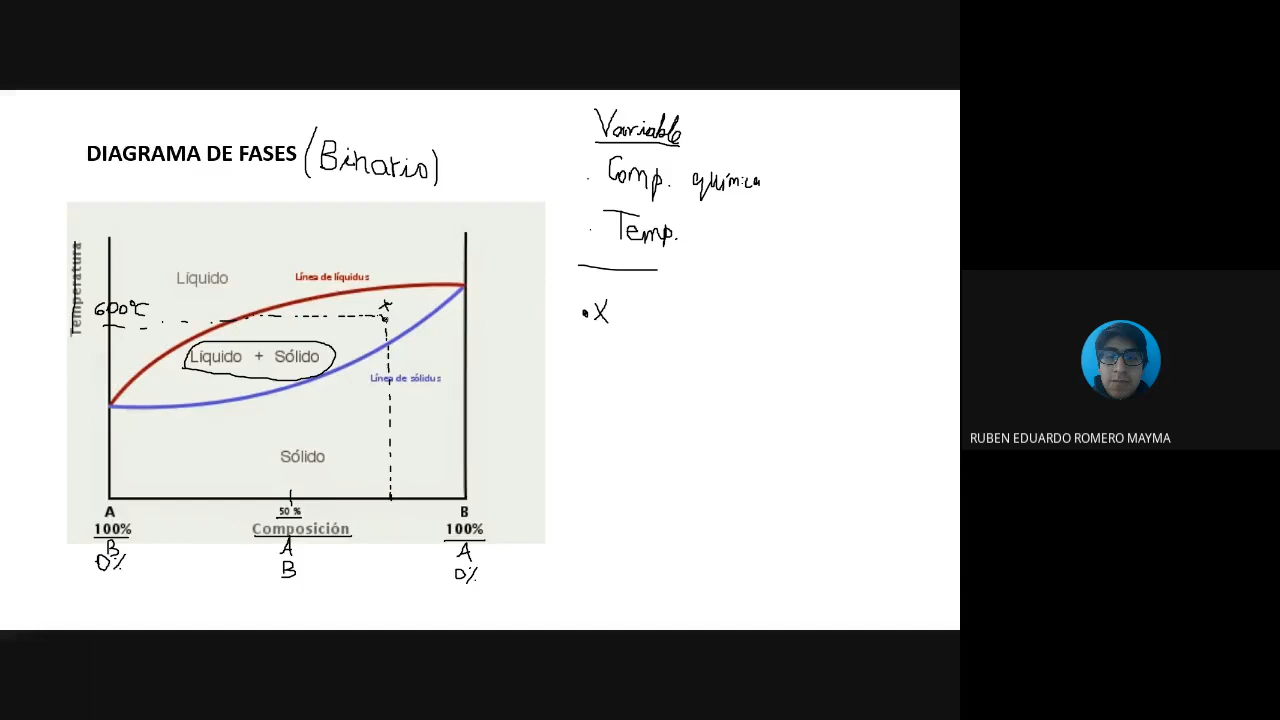 DIAGRAMA DE FASES (Binario)
Variable
. Comp. química
. Temp.
• X
Temperatura
Líquido
Línea de líquidus
600°C
x
Líquido + Sólido
Línea de sólidus
Sólido
A
50 %
B
100%
Composición
100%
B
A
A
0%
B
0%
RUBEN EDUARDO ROMERO MAYMA